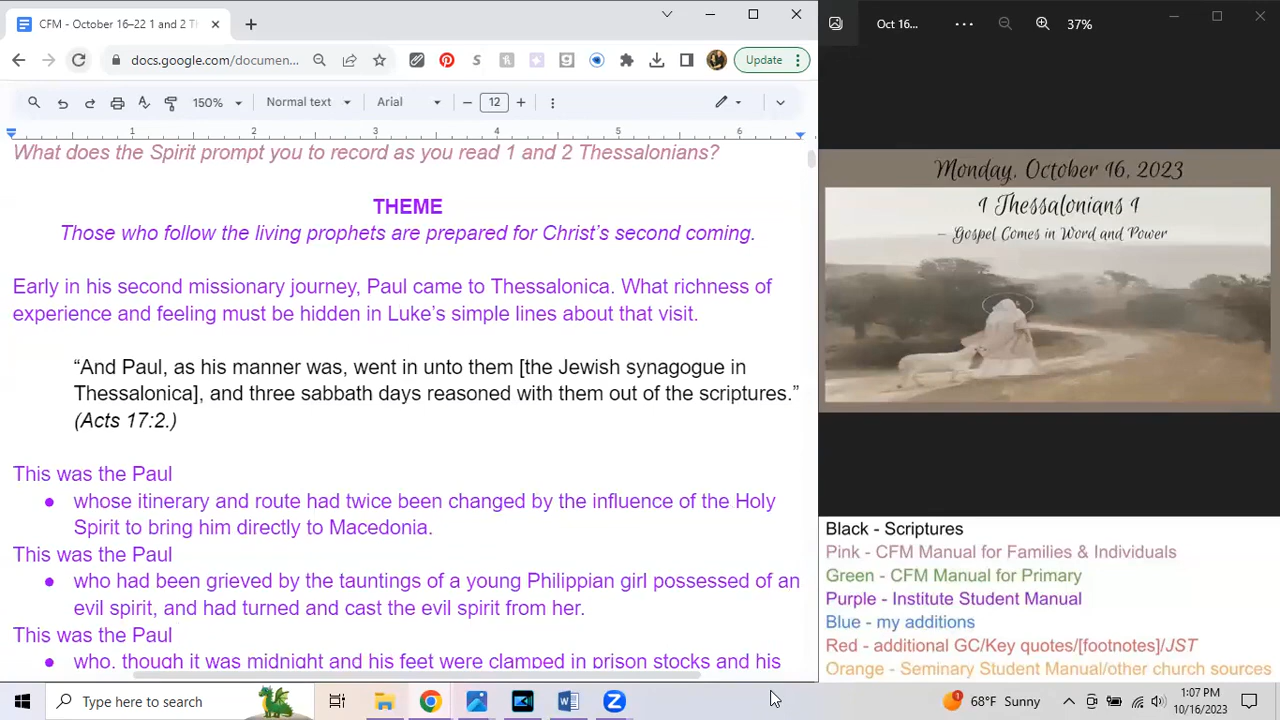 CFM - October 16–22 1 and 2 Th
docs.google.com/documen...
Update
150%
Normal text
Arial
12
1 2 3 4 5 6
What does the Spirit prompt you to record as you read 1 and 2 Thessalonians?
THEME
Those who follow the living prophets are prepared for Christ's second coming.
Early in his second missionary journey, Paul came to Thessalonica. What richness of
experience and feeling must be hidden in Luke's simple lines about that visit.
“And Paul, as his manner was, went in unto them [the Jewish synagogue in
Thessalonica], and three sabbath days reasoned with them out of the scriptures.”
(Acts 17:2.)
This was the Paul
● whose itinerary and route had twice been changed by the influence of the Holy
Spirit to bring him directly to Macedonia.
This was the Paul
● who had been grieved by the tauntings of a young Philippian girl possessed of an
evil spirit, and had turned and cast the evil spirit from her.
This was the Paul
● who, though it was midnight and his feet were clamped in prison stocks and his
Oct 16...
37%
Monday, October 16, 2023
1 Thessalonians 1
– Gospel Comes in Word and Power
Black - Scriptures
Pink - CFM Manual for Families & Individuals
Green - CFM Manual for Primary
Purple - Institute Student Manual
Blue - my additions
Red - additional GC/Key quotes/[footnotes]/JST
Orange - Seminary Student Manual/other church sources
Type here to search
1
68°F Sunny
1:07 PM
10/16/2023